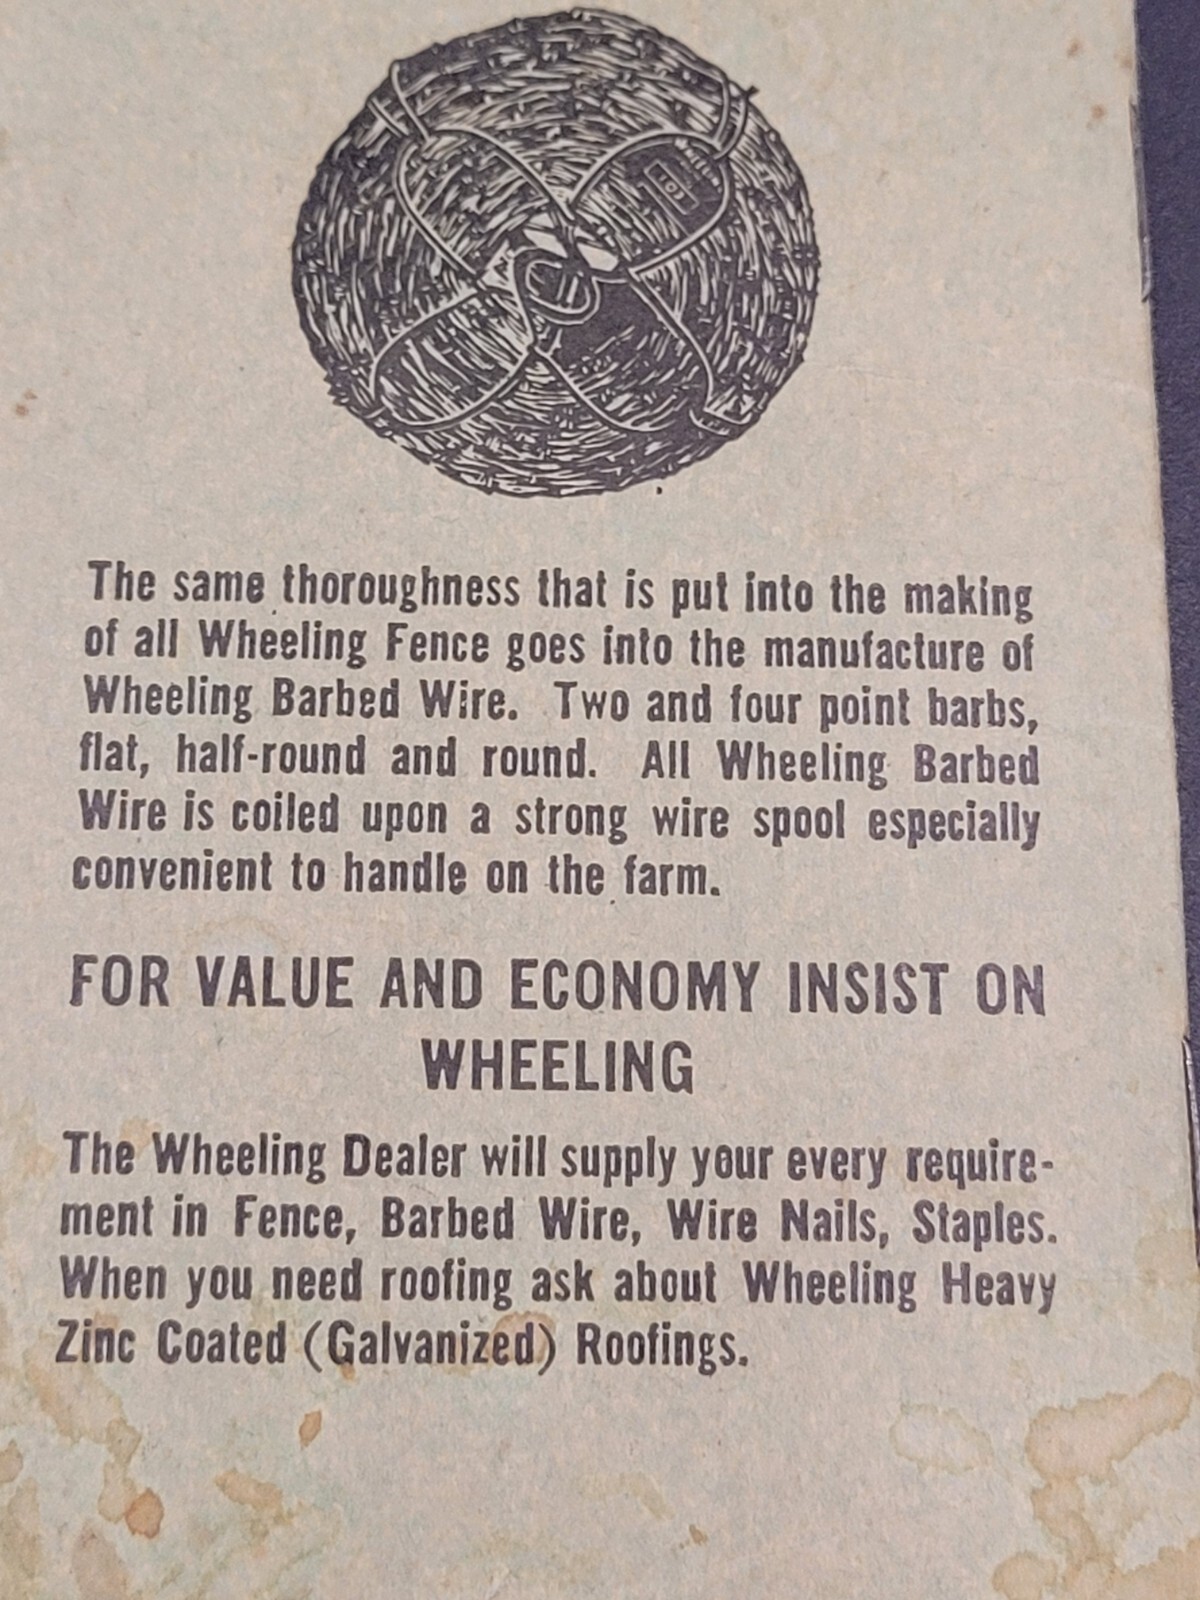 The same thoroughness that is put into the making
of all Wheeling Fence goes into the manufacture of
Wheeling Barbed Wire. Two and four point barbs,
flat, half-round and round. All Wheeling Barbed
Wire is coiled upon a strong wire spool especially
convenient to handle on the farm.
FOR VALUE AND ECONOMY INSIST ON
WHEELING
The Wheeling Dealer will supply your every require-
ment in Fence, Barbed Wire, Wire Nails, Staples.
When you need roofing ask about Wheeling Heavy
Zinc Coated (Galvanized) Roofings.